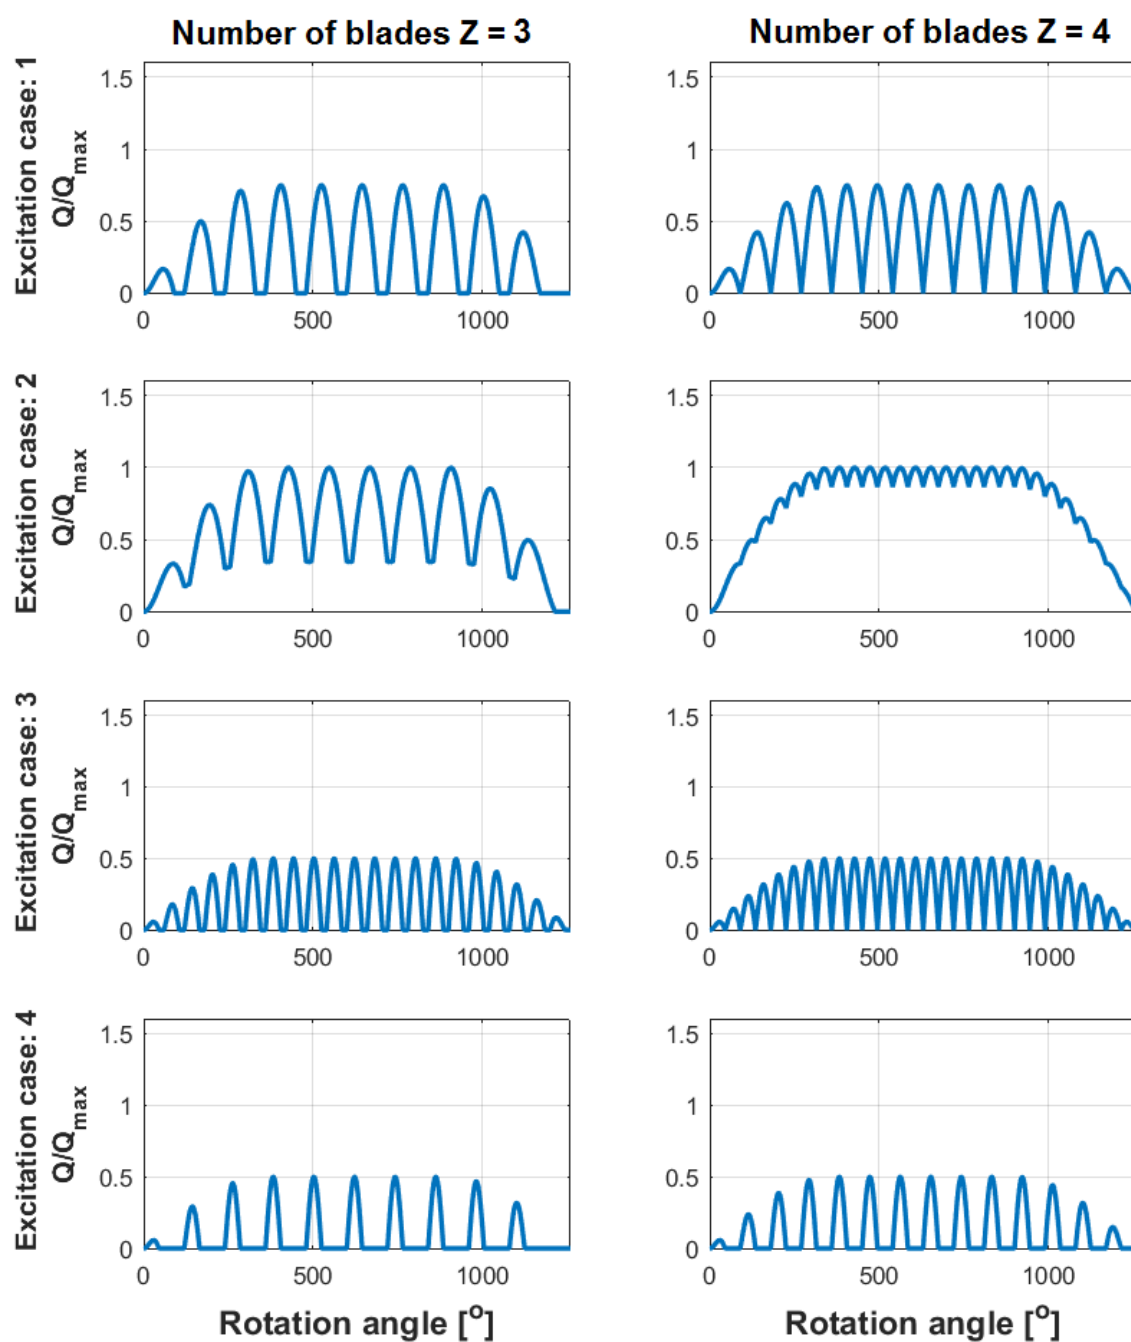 Number of blades Z = 3
Number of blades Z = 4
Excitation case: 1
Q/Qmax
1.5
1
0.5
0
0 500 1000
1.5
1
0.5
0
0 500 1000
Excitation case: 2
Q/Qmax
1.5
1
0.5
0
0 500 1000
1.5
1
0.5
0
0 500 1000
Excitation case: 3
Q/Qmax
1.5
1
0.5
0
0 500 1000
1.5
1
0.5
0
0 500 1000
Excitation case: 4
Q/Qmax
1.5
1
0.5
0
0 500 1000
Rotation angle [º]
1.5
1
0.5
0
0 500 1000
Rotation angle [º]